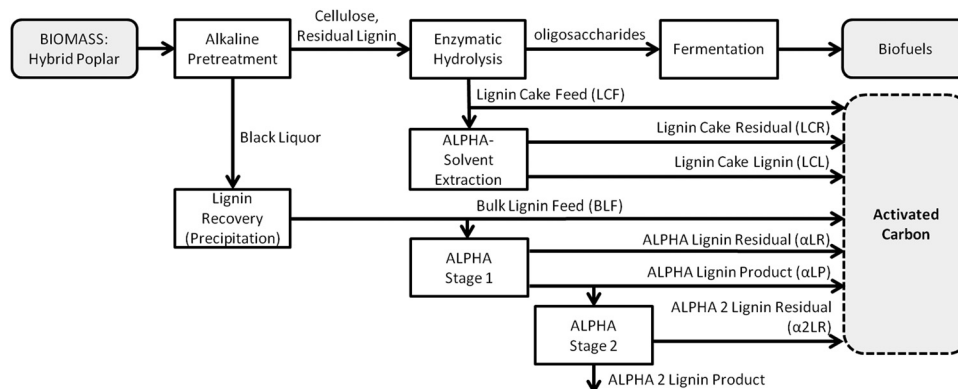 BIOMASS:
Hybrid Poplar
Alkaline
Pretreatment
Cellulose,
Residual Lignin
Enzymatic
Hydrolysis
oligosaccharides
Fermentation
Biofuels
Lignin Cake Feed (LCF)
Black Liquor
ALPHA-
Solvent
Extraction
Lignin Cake Residual (LCR)
Lignin Cake Lignin (LCL)
Lignin
Recovery
(Precipitation)
Bulk Lignin Feed (BLF)
Activated
Carbon
ALPHA
Stage 1
ALPHA Lignin Residual (αLR)
ALPHA Lignin Product (αLP)
ALPHA
Stage 2
ALPHA 2 Lignin Residual
(α2LR)
ALPHA 2 Lignin Product